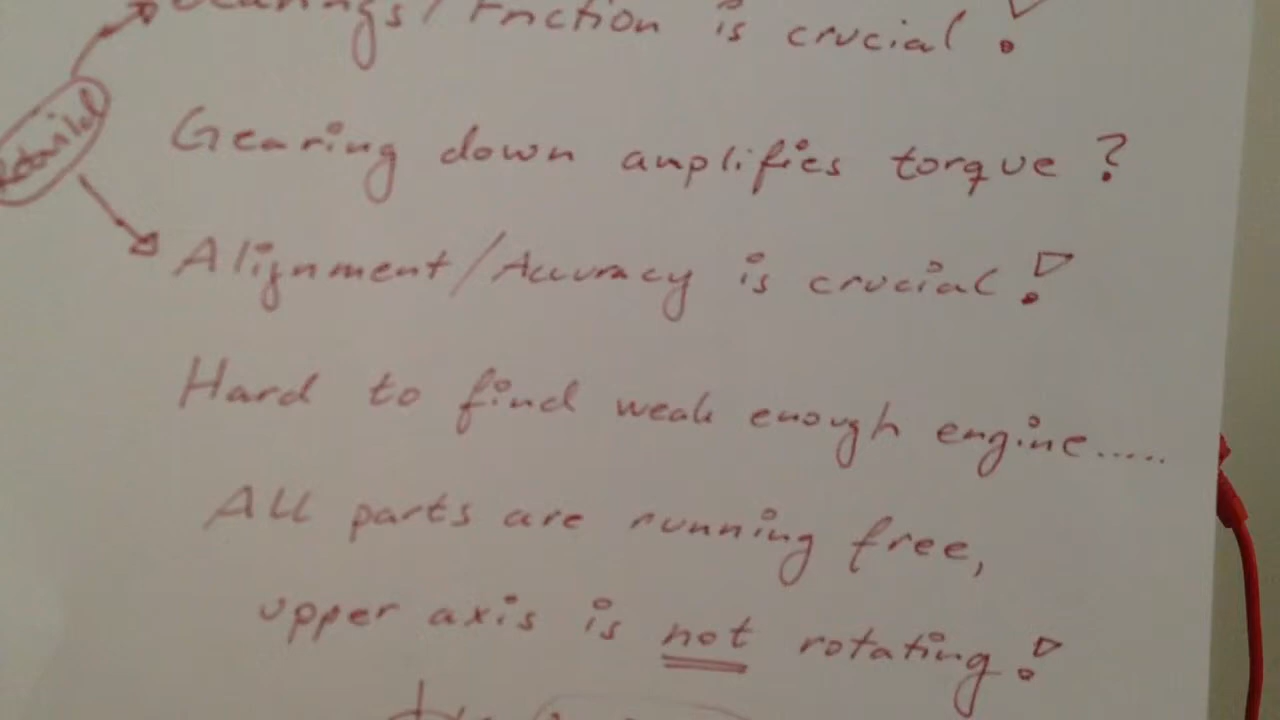 Bearings/Friction is crucial!
Gearing down amplifies torque?
Alignment/Accuracy is crucial!
Hard to find weak enough engine.....
All parts are running free,
upper axis is not rotating!